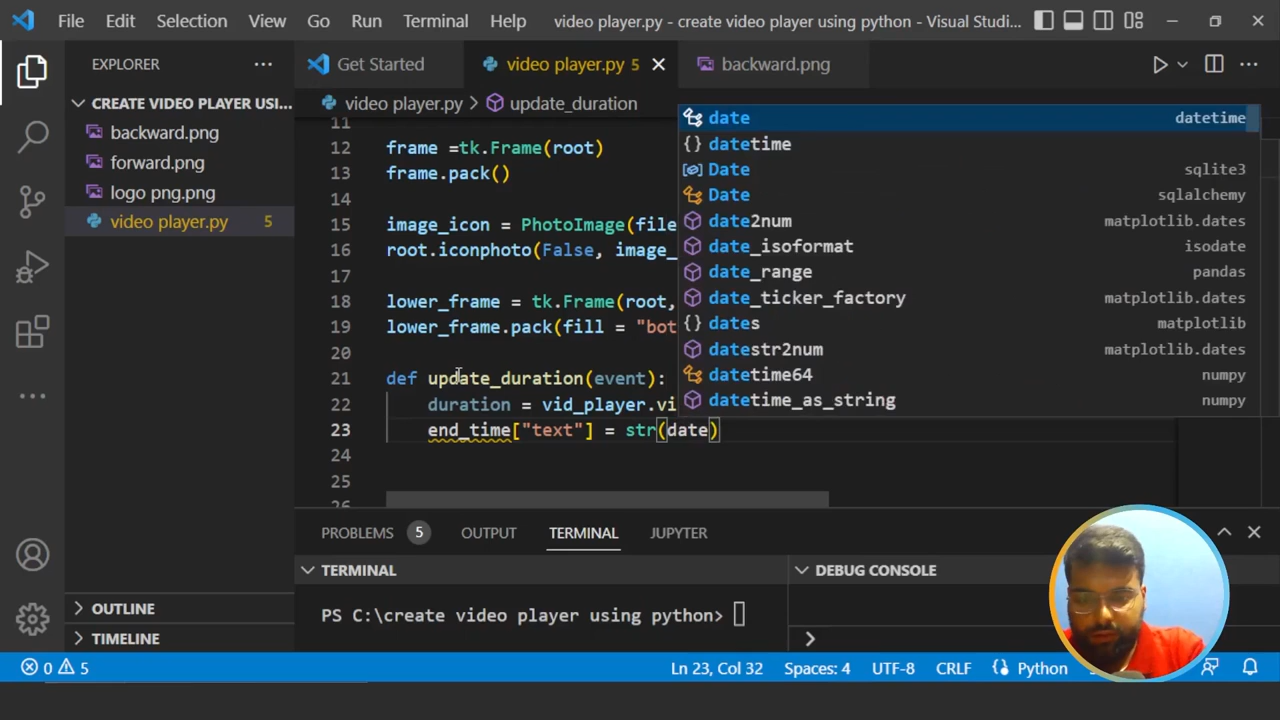 File Edit Selection View Go Run Terminal Help video player.py - create video player using python - Visual Studi...
EXPLORER ...
CREATE VIDEO PLAYER USI...
backward.png
forward.png
logo png.png
video player.py 5
OUTLINE
TIMELINE
Get Started video player.py 5 backward.png
video player.py > update_duration
11
12 frame =tk.Frame(root)
13 frame.pack()
14
15 image_icon = PhotoImage(file
16 root.iconphoto(False, image_
17
18 lower_frame = tk.Frame(root,
19 lower_frame.pack(fill = "bot
20
21 def update_duration(event):
22 duration = vid_player.vi
23 end_time["text"] = str(date)
24
25
26
date datetime
datetime
Date sqlite3
Date sqlalchemy
date2num matplotlib.dates
date_isoformat isodate
date_range pandas
date_ticker_factory matplotlib.dates
dates matplotlib
datestr2num matplotlib.dates
datetime64 numpy
datetime_as_string numpy
PROBLEMS 5 OUTPUT TERMINAL JUPYTER
TERMINAL
PS C:\create video player using python>
DEBUG CONSOLE
>
0 5 Ln 23, Col 32 Spaces: 4 UTF-8 CRLF Python